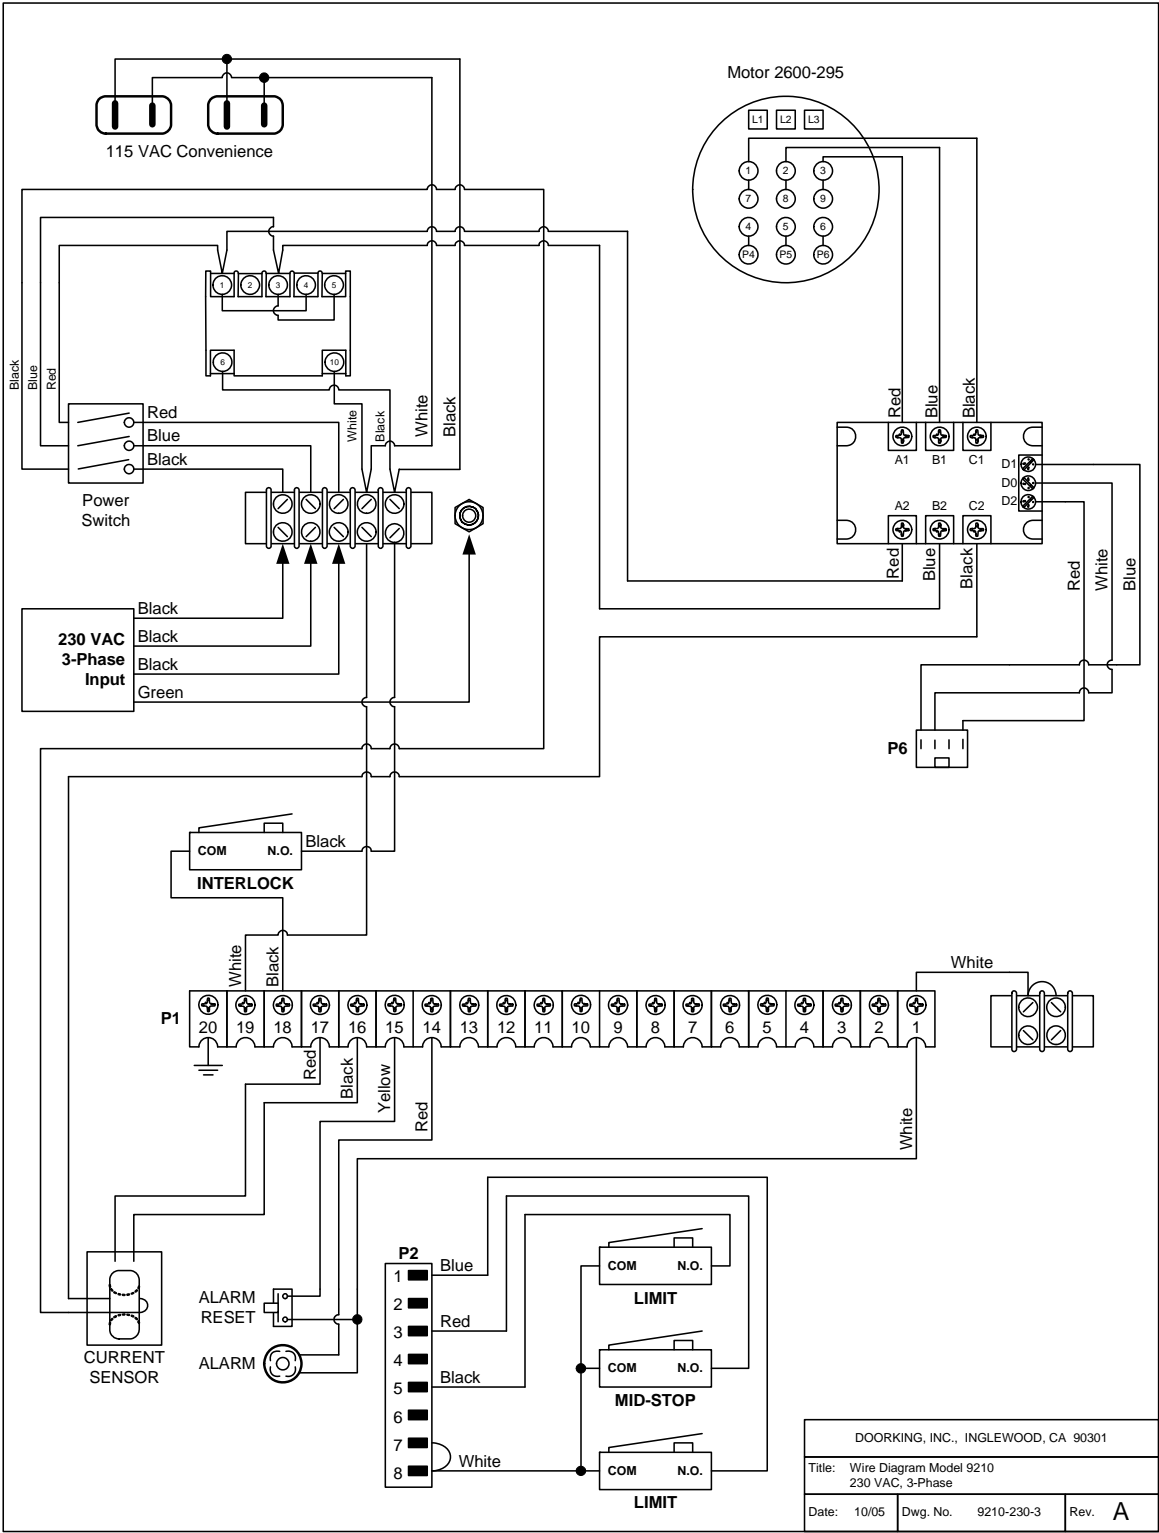 Motor 2600-295
L1 L2 L3
1 2 3
7 8 9
4 5 6
P4 P5 P6
115 VAC Convenience
1 2 3 4 5
6 10
Black
Blue
Red
White
Black
White
Black
Red
Blue
Black
Power
Switch
Red
Blue
Black
A1 B1 C1
D1
D0
D2
A2 B2 C2
Red
Blue
Black
Red
White
Blue
230 VAC
3-Phase
Input
Black
Black
Black
Green
P6
COM N.O.
Black
INTERLOCK
White
Black
White
P1
20 19 18 17 16 15 14 13 12 11 10 9 8 7 6 5 4 3 2 1
Red
Black
Yellow
Red
White
CURRENT
SENSOR
ALARM
RESET
ALARM
P2
1
2
3
4
5
6
7
8
Blue
Red
Black
White
COM N.O.
LIMIT
COM N.O.
MID-STOP
COM N.O.
LIMIT
DOORKING, INC., INGLEWOOD, CA 90301
Title: Wire Diagram Model 9210
230 VAC, 3-Phase
Date: 10/05 Dwg. No. 9210-230-3 Rev. A